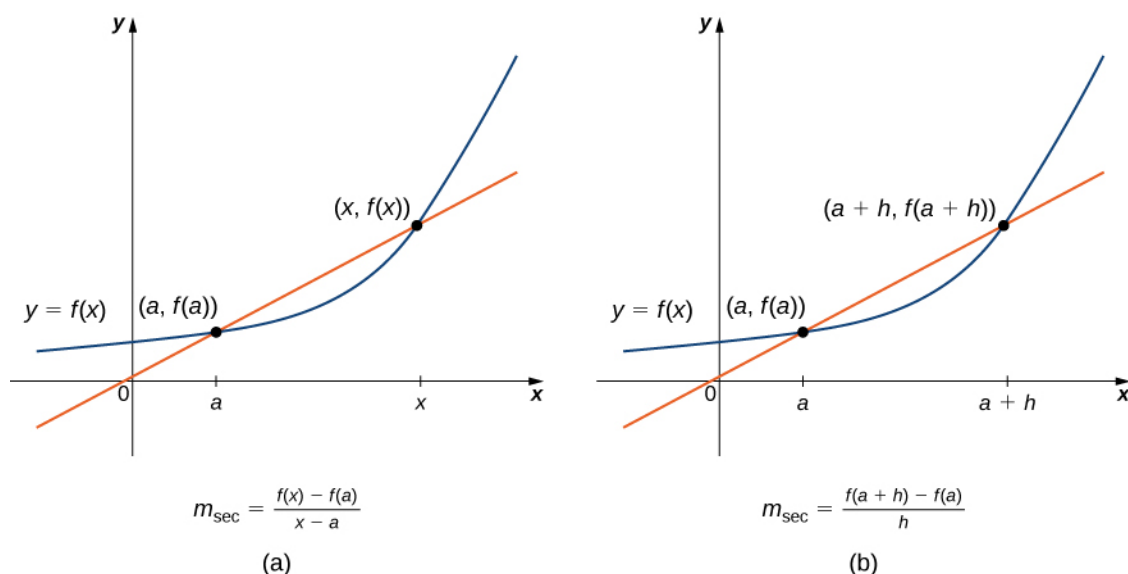 y
(x, f(x))
y = f(x)
(a, f(a))
0
a
x
x
m_sec = (f(x) − f(a))/(x − a)
(a)
y
(a + h, f(a + h))
y = f(x)
(a, f(a))
0
a
a + h
x
m_sec = (f(a + h) − f(a))/h
(b)